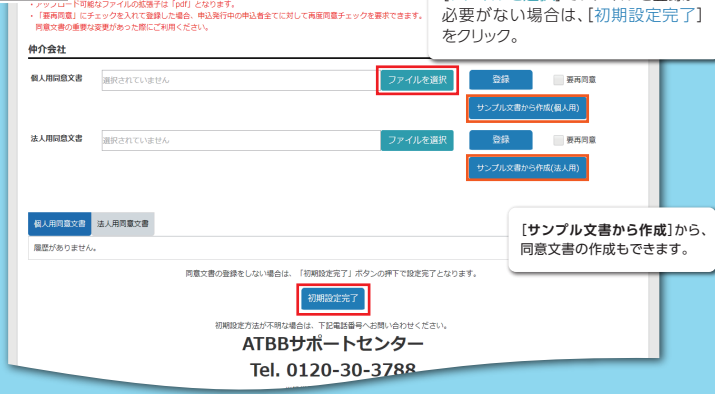 ・アップロード可能なファイルの拡張子は「pdf」となります。
・「要再同意」にチェックを入れて登録した場合、申込発行中の申込者全てに対して再度同意チェックを要求できます。
同意文書の重要な変更があった際にご利用ください。
必要がない場合は、[初期設定完了]
をクリック。
仲介会社
個人用同意文書
選択されていません
ファイルを選択
登録
要再同意
サンプル文書から作成(個人用)
法人用同意文書
選択されていません
ファイルを選択
登録
要再同意
サンプル文書から作成(法人用)
個人用同意文書
法人用同意文書
履歴がありません。
[サンプル文書から作成]から、
同意文書の作成もできます。
同意文書の登録をしない場合は、「初期設定完了」ボタンの押下で設定完了となります。
初期設定完了
初期設定方法が不明な場合は、下記電話番号へお問い合わせください。
ATBBサポートセンター
Tel. 0120-30-3788